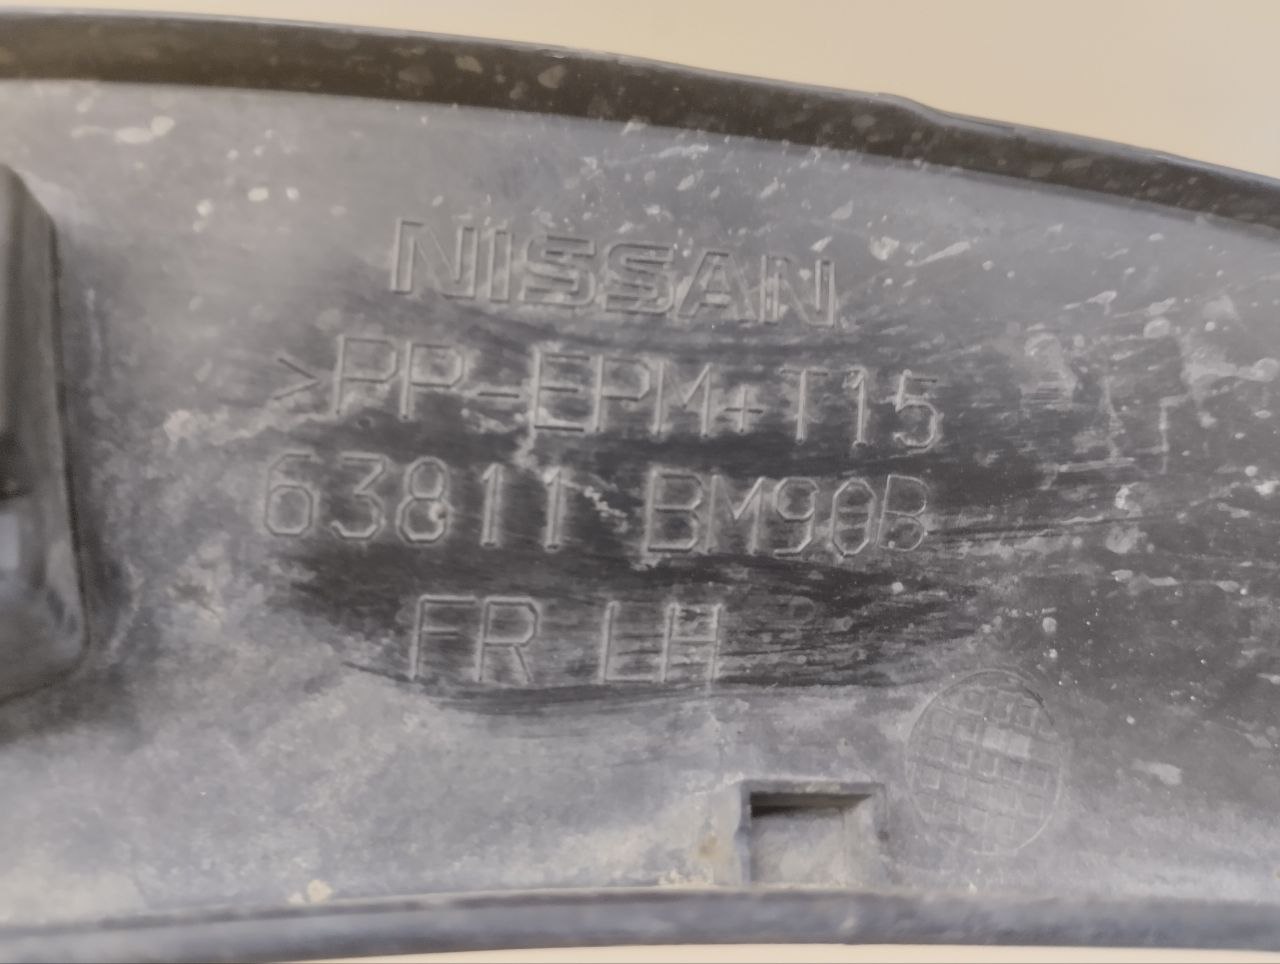 NISSAN
>PP-EPM+T15
63811 BM90B
FR LH